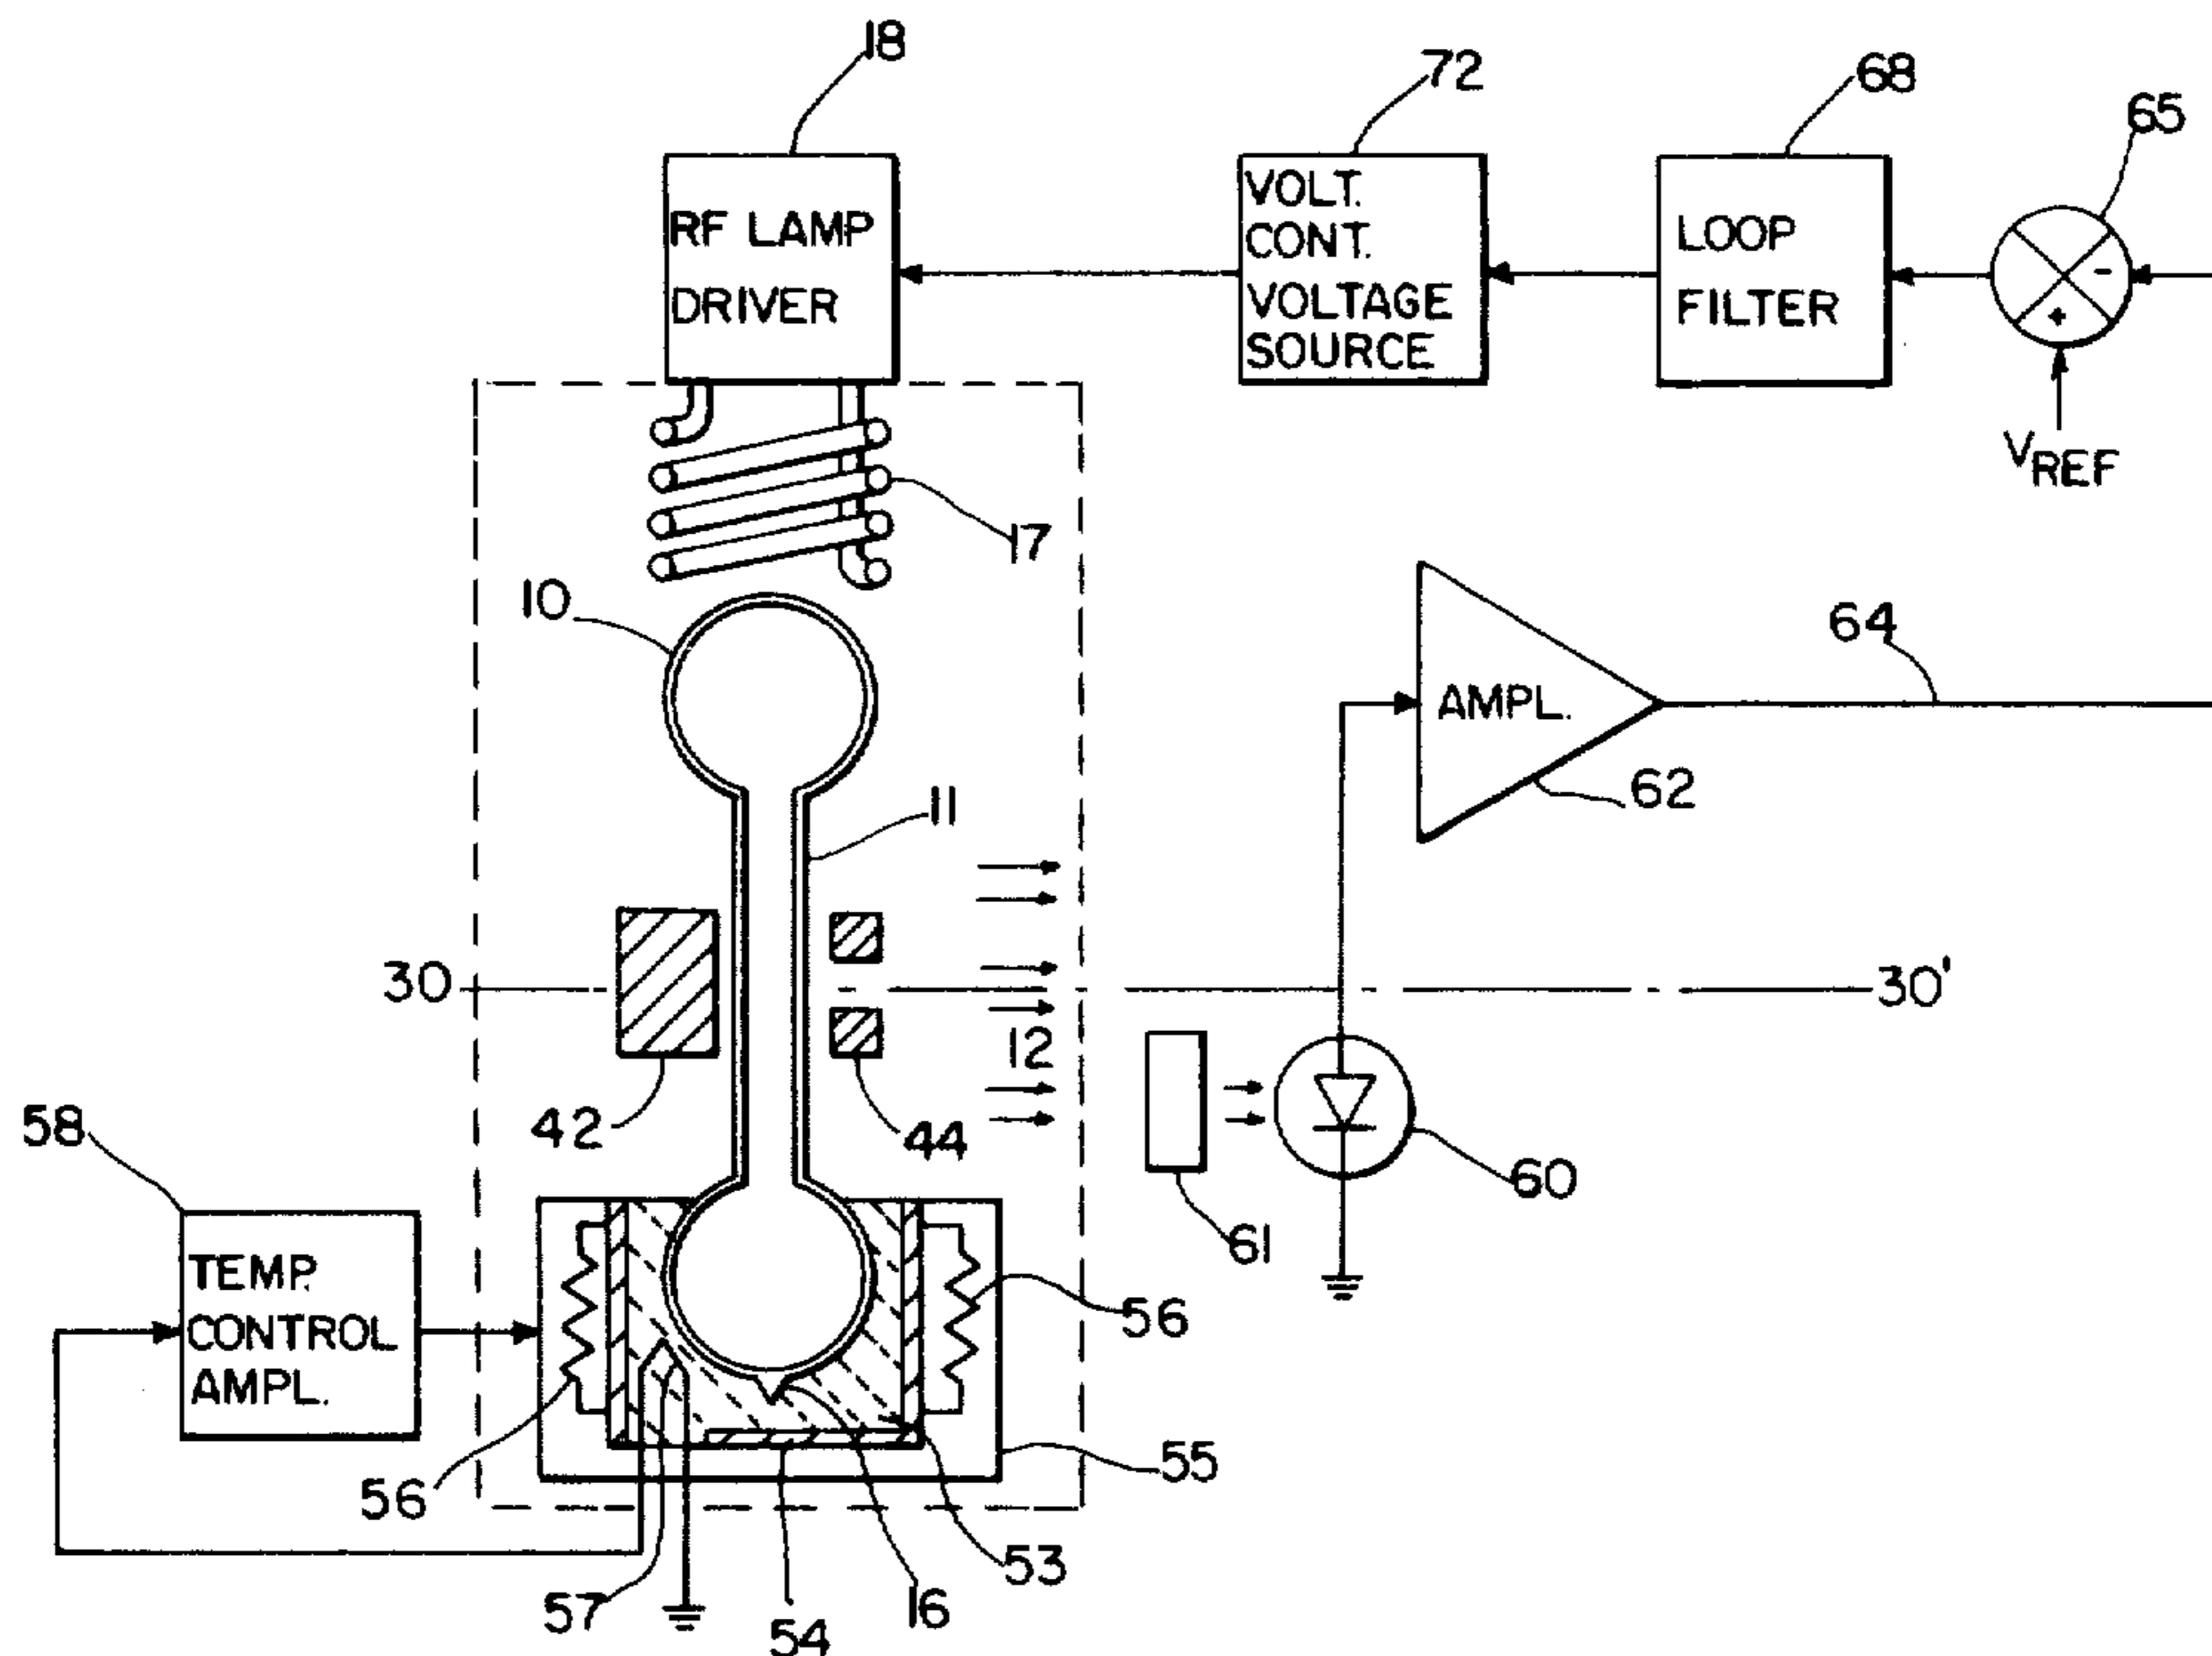 18
72
68
65
RF LAMP
DRIVER
VOLT.
CONT.
VOLTAGE
SOURCE
LOOP
FILTER
-
+
VREF
17
10
64
AMPL.
62
11
30
30'
12
42
44
58
60
61
TEMP.
CONTROL
AMPL.
56
56
55
53
57
16
54